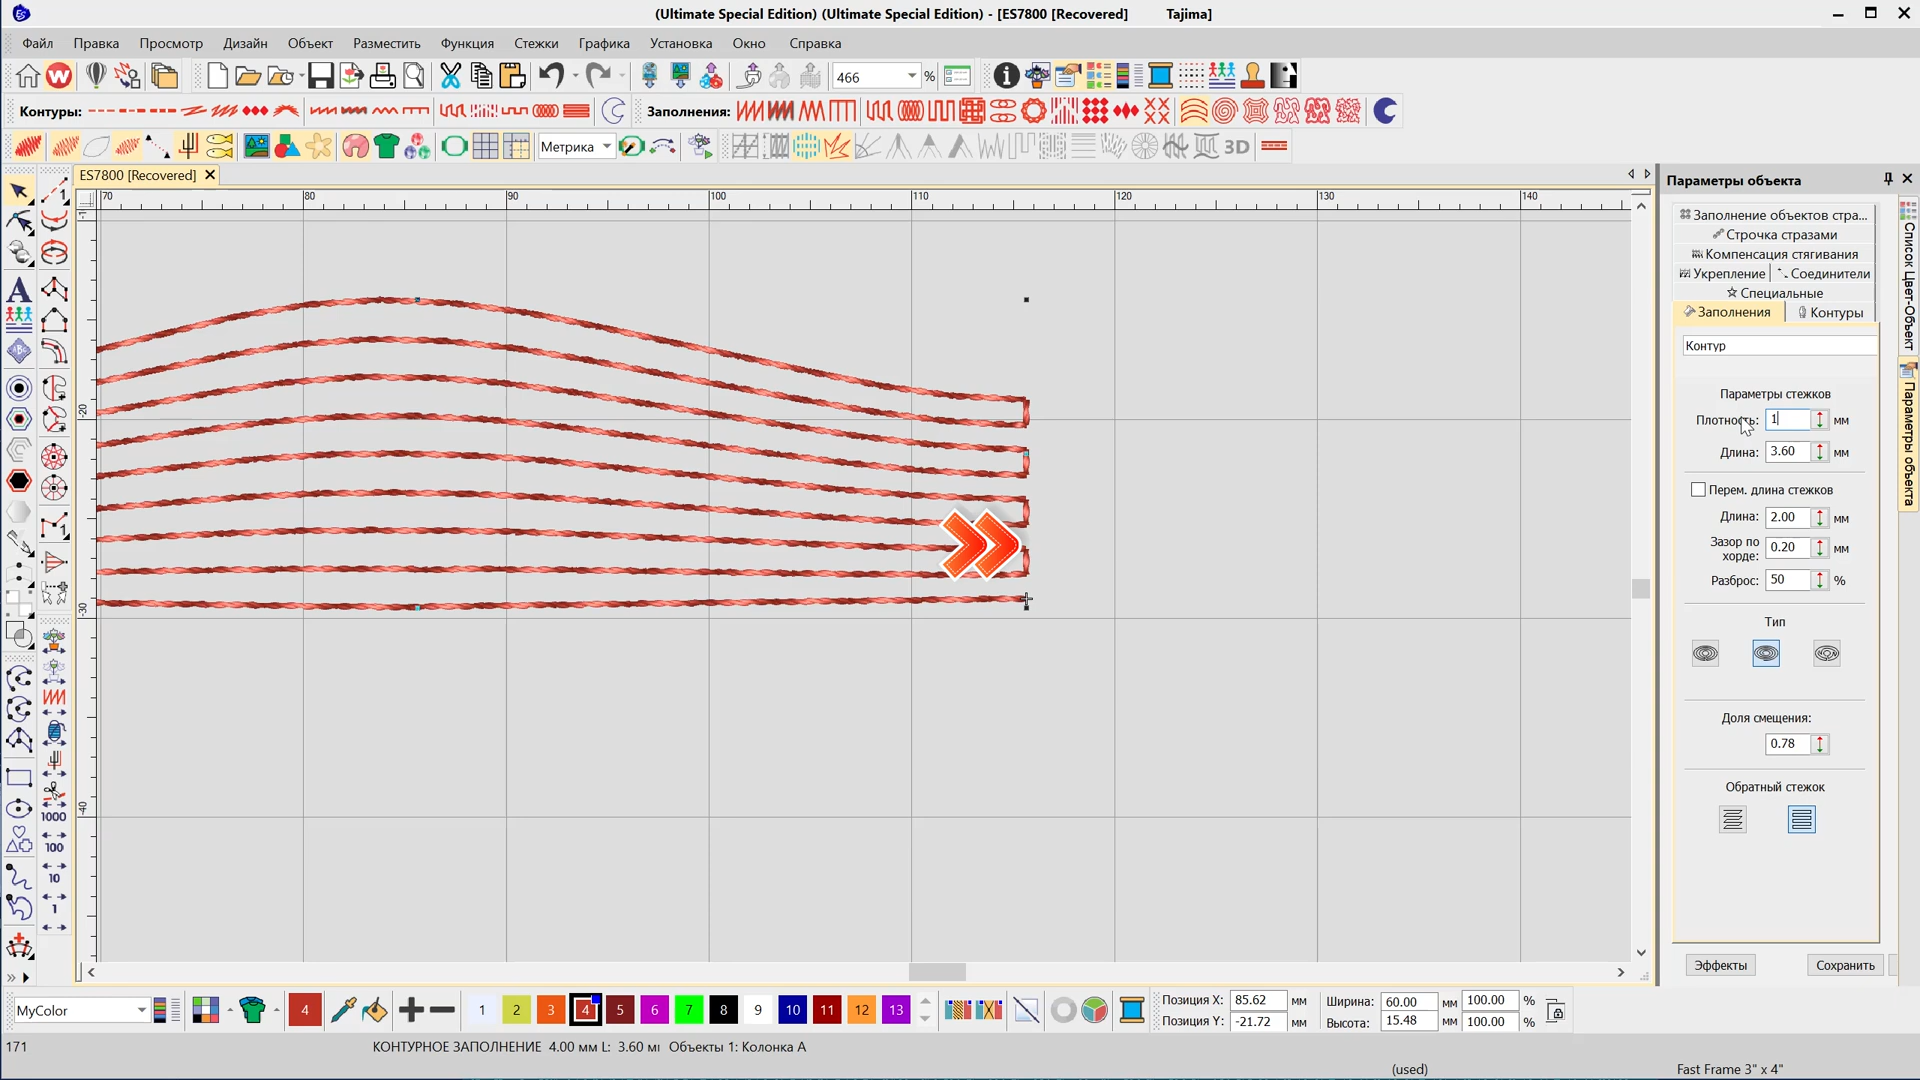 (Ultimate Special Edition) (Ultimate Special Edition) - [ES7800 [Recovered] Tajima]
Файл Правка Просмотр Дизайн Объект Разместить Функция Стежки Графика Установка Окно Справка
466 %
Контуры: Заполнения:
Метрика 3D
ES7800 [Recovered]
70 80 90 100 110 120 130 140
-20
-30
-40
1000
100
10
1
Параметры объекта
Заполнение объектов стра...
Строчка стразами
Компенсация стягивания
Укрепление Соединители
Специальные
Заполнения Контуры
Контур
Параметры стежков
Плотность: 1 мм
Длина: 3.60 мм
Перем. длина стежков
Длина: 2.00 мм
Зазор по хорде: 0.20 мм
Разброс: 50 %
Тип
Доля смещения:
0.78
Обратный стежок
Эффекты Сохранить
Список Цвет-Объект
Параметры объекта
MyColor 4 1 2 3 4 5 6 7 8 9 10 11 12 13
Позиция X: 85.62 мм Ширина: 60.00 мм 100.00 %
Позиция Y: -21.72 мм Высота: 15.48 мм 100.00 %
171 КОНТУРНОЕ ЗАПОЛНЕНИЕ 4.00 мм L: 3.60 мм Объекты 1: Колонка А
(used) Fast Frame 3" x 4"